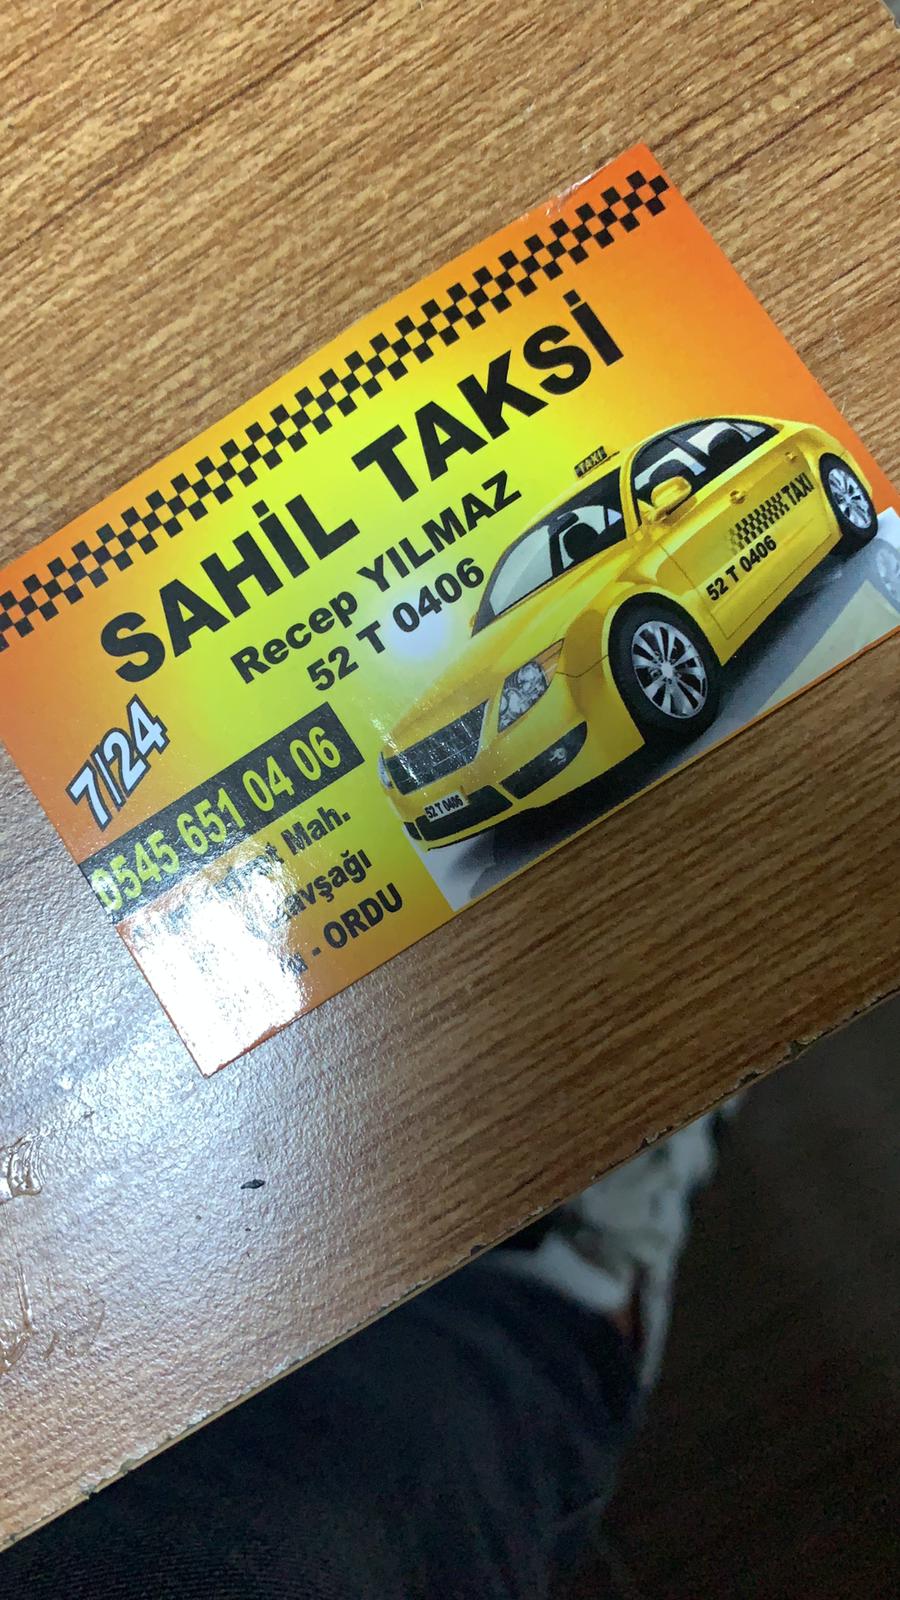 SAHİL TAKSİ
Recep YILMAZ
52 T 0406
7/24
0545 651 04 06
Mah.
- ORDU
TAXI
TAXI
52 T 0406
52 T 0406